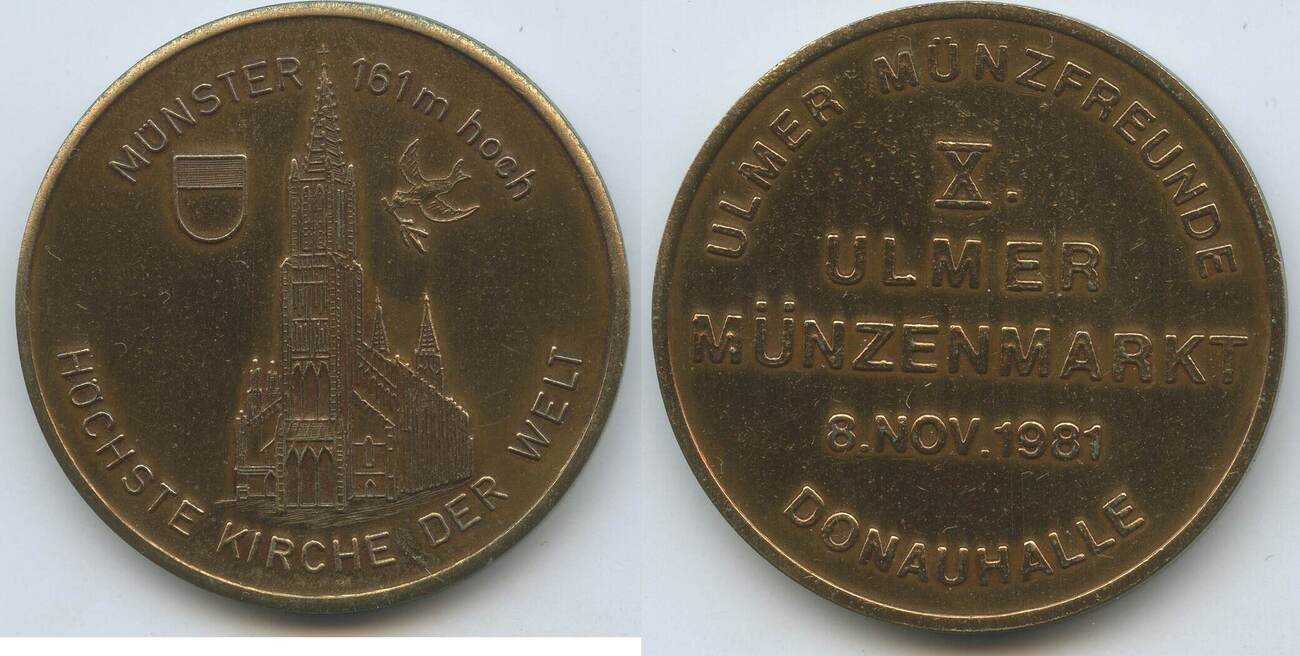 MÜNSTER 161m hoch
HÖCHSTE KIRCHE DER WELT
ULMER MÜNZFREUNDE
X.
ULMER
MÜNZENMARKT
8.NOV.1981
DONAUHALLE